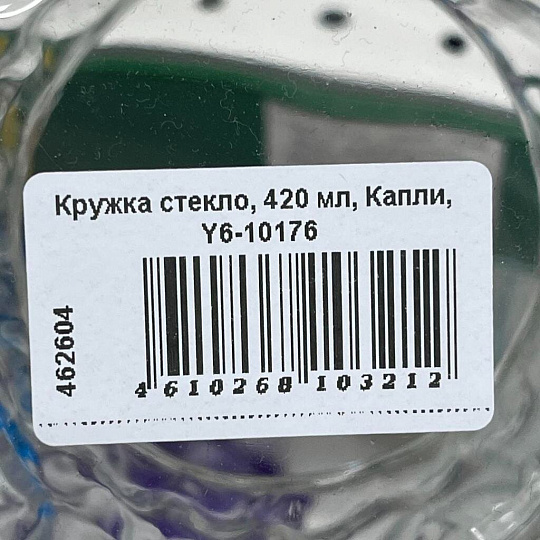 Кружка стекло, 420 мл, Капли,
Y6-10176
462604
4 610268 103212